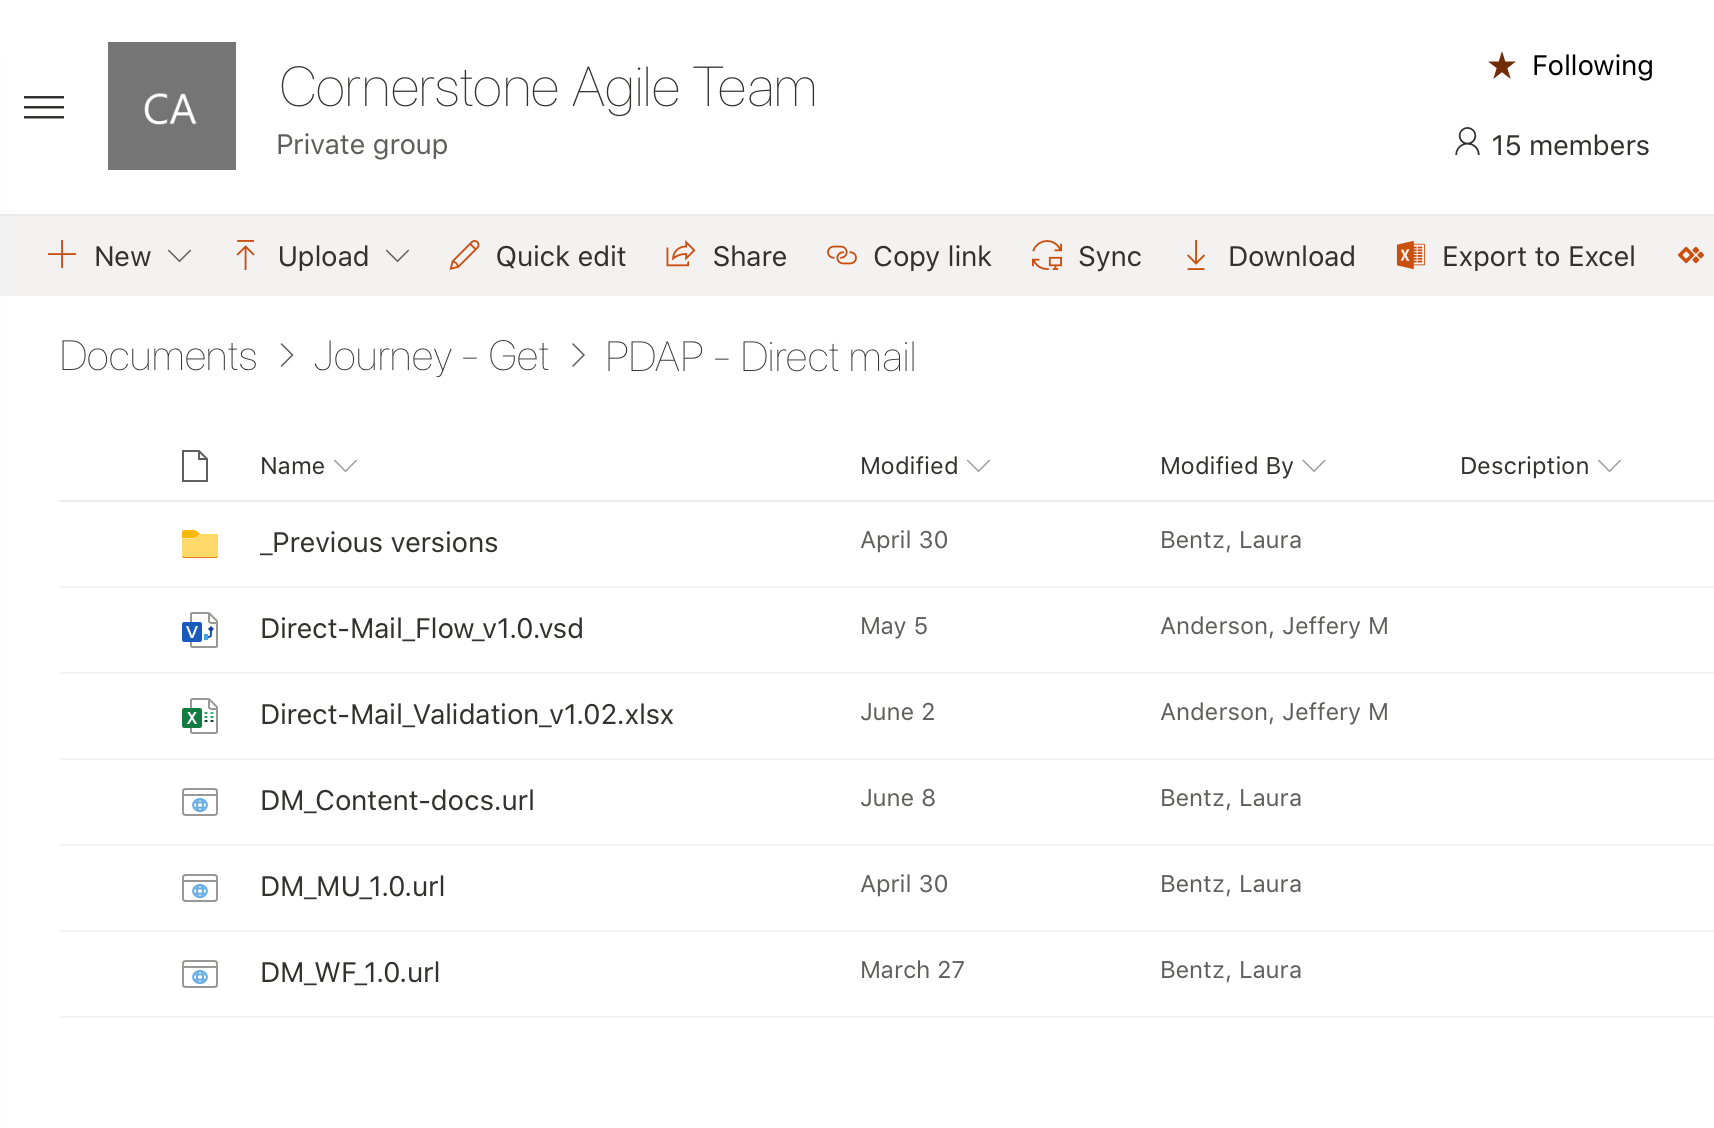 CA
Cornerstone Agile Team
Private group
Following
15 members
New Upload Quick edit Share Copy link Sync Download Export to Excel
Documents > Journey - Get > PDAP - Direct mail
Name Modified Modified By Description
_Previous versions April 30 Bentz, Laura
Direct-Mail_Flow_v1.0.vsd May 5 Anderson, Jeffery M
Direct-Mail_Validation_v1.02.xlsx June 2 Anderson, Jeffery M
DM_Content-docs.url June 8 Bentz, Laura
DM_MU_1.0.url April 30 Bentz, Laura
DM_WF_1.0.url March 27 Bentz, Laura